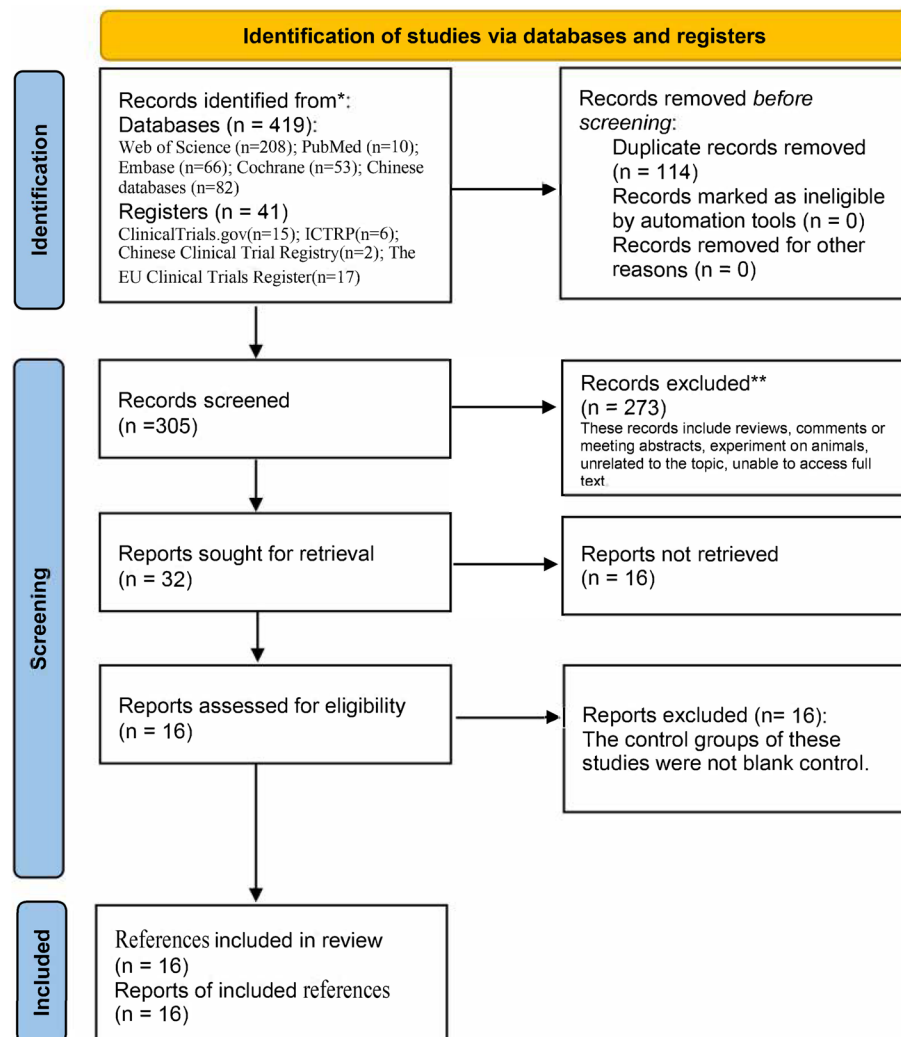 Identification of studies via databases and registers
Identification
Records identified from*:
Databases (n = 419):
Web of Science (n=208); PubMed (n=10);
Embase (n=66); Cochrane (n=53); Chinese
databases (n=82)
Registers (n = 41)
ClinicalTrials.gov(n=15); ICTRP(n=6);
Chinese Clinical Trial Registry(n=2); The
EU Clinical Trials Register(n=17)
Records removed before
screening:
Duplicate records removed
(n = 114)
Records marked as ineligible
by automation tools (n = 0)
Records removed for other
reasons (n = 0)
Screening
Records screened
(n =305)
Records excluded**
(n = 273)
These records include reviews, comments or
meeting abstracts, experiment on animals,
unrelated to the topic, unable to access full
text.
Reports sought for retrieval
(n = 32)
Reports not retrieved
(n = 16)
Reports assessed for eligibility
(n = 16)
Reports excluded (n= 16):
The control groups of these
studies were not blank control.
Included
References included in review
(n = 16)
Reports of included references
(n = 16)